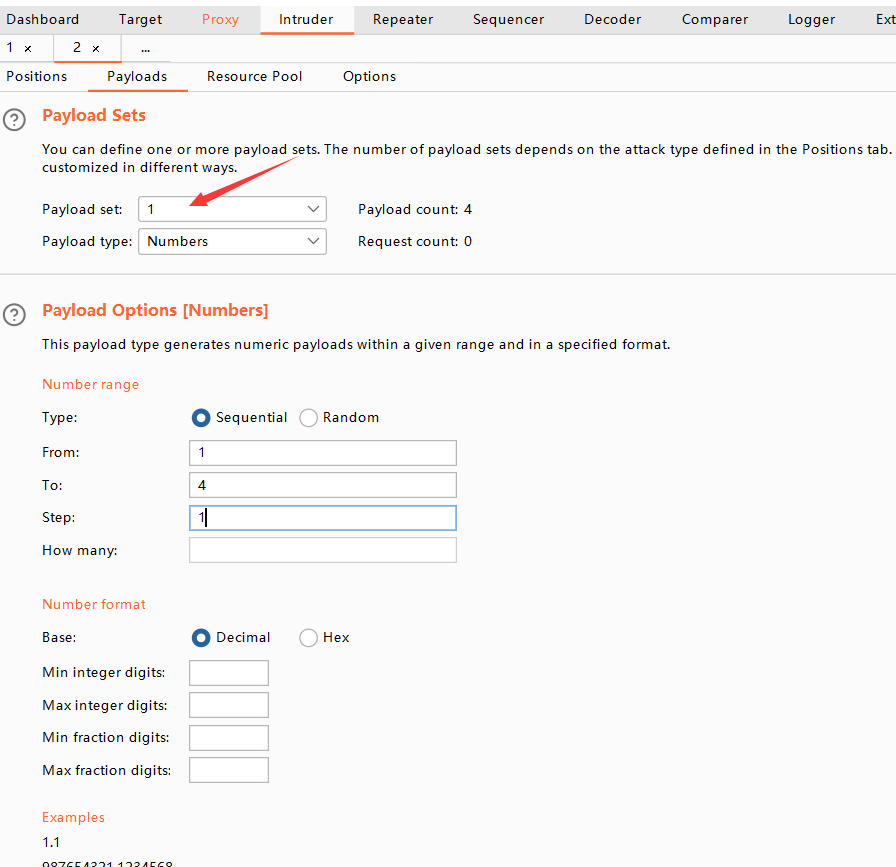 Dashboard Target Proxy Intruder Repeater Sequencer Decoder Comparer Logger Ext
1 × 2 × ...
Positions Payloads Resource Pool Options
? Payload Sets
You can define one or more payload sets. The number of payload sets depends on the attack type defined in the Positions tab.
customized in different ways.
Payload set: 1 Payload count: 4
Payload type: Numbers Request count: 0
? Payload Options [Numbers]
This payload type generates numeric payloads within a given range and in a specified format.
Number range
Type: Sequential Random
From: 1
To: 4
Step: 1
How many:
Number format
Base: Decimal Hex
Min integer digits:
Max integer digits:
Min fraction digits:
Max fraction digits:
Examples
1.1
987654321.1234568